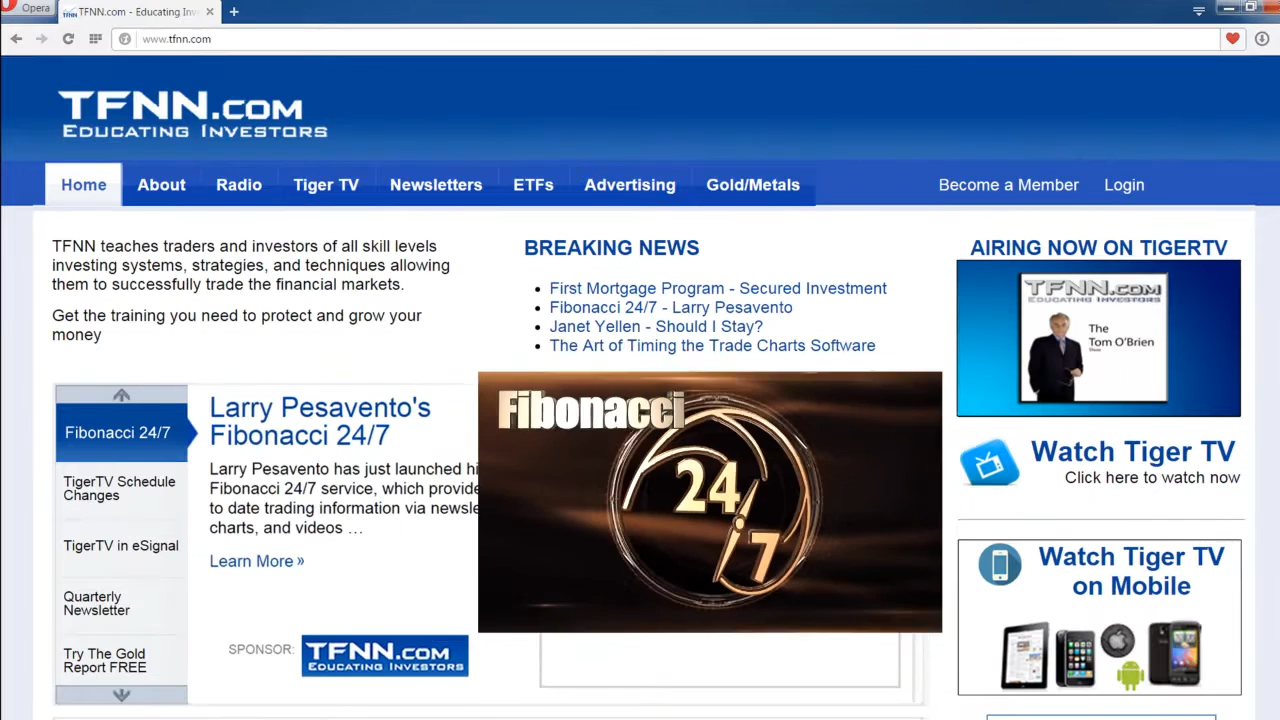 Opera
TFNN.com - Educating Inv
www.tfnn.com
TFNN.COM
EDUCATING INVESTORS
Home
About
Radio
Tiger TV
Newsletters
ETFs
Advertising
Gold/Metals
Become a Member
Login
TFNN teaches traders and investors of all skill levels
investing systems, strategies, and techniques allowing
them to successfully trade the financial markets.
Get the training you need to protect and grow your
money
BREAKING NEWS
First Mortgage Program - Secured Investment
Fibonacci 24/7 - Larry Pesavento
Janet Yellen - Should I Stay?
The Art of Timing the Trade Charts Software
AIRING NOW ON TIGERTV
TFNN.COM
EDUCATING INVESTORS
The
Tom O'Brien
Show
Watch Tiger TV
Click here to watch now
Watch Tiger TV
on Mobile
Fibonacci 24/7
TigerTV Schedule
Changes
TigerTV in eSignal
Quarterly
Newsletter
Try The Gold
Report FREE
Larry Pesavento's
Fibonacci 24/7
Larry Pesavento has just launched hi
Fibonacci 24/7 service, which provide
to date trading information via newsle
charts, and videos …
Learn More »
SPONSOR:
TFNN.COM
EDUCATING INVESTORS
Fibonacci
24
7